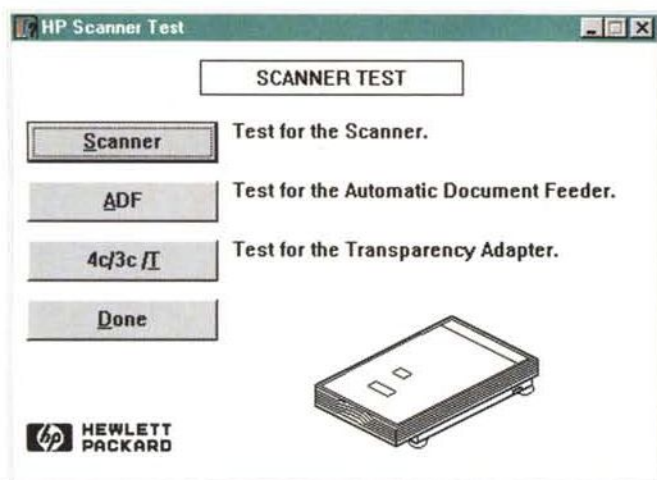 HP Scanner Test
SCANNER TEST
Scanner Test for the Scanner.
ADF Test for the Automatic Document Feeder.
4c/3c /T Test for the Transparency Adapter.
Done
hp HEWLETT
PACKARD